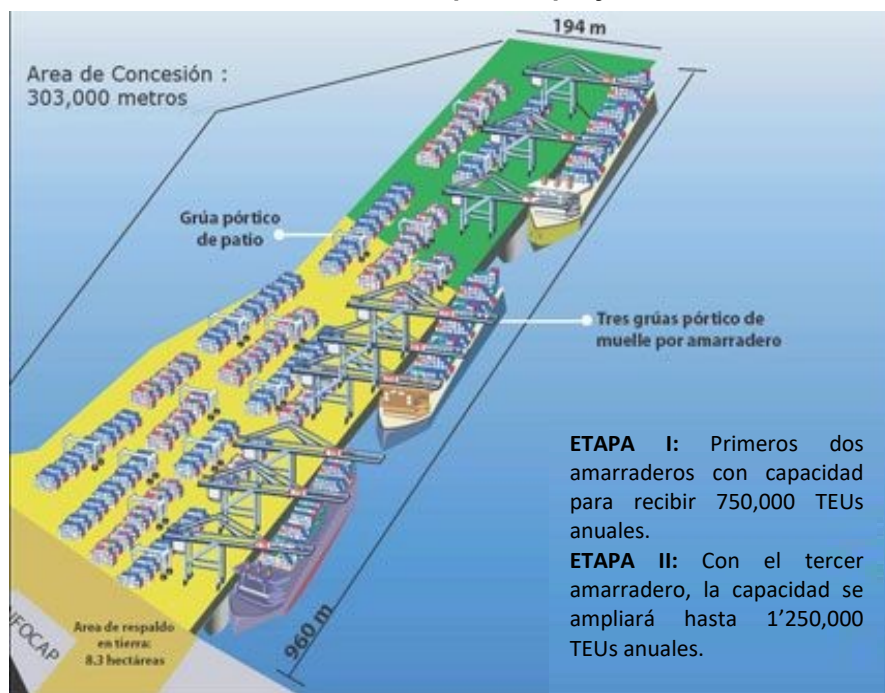 194 m
Area de Concesión :
303,000 metros
Grúa pórtico
de patio
Tres grúas pórtico de
muelle por amarradero
ETAPA I: Primeros dos
amarraderos con capacidad
para recibir 750,000 TEUs
anuales.
ETAPA II: Con el tercer
amarradero, la capacidad se
ampliará hasta 1’250,000
TEUs anuales.
960 m
Area de respaldo
en tierra:
8.3 hectáreas